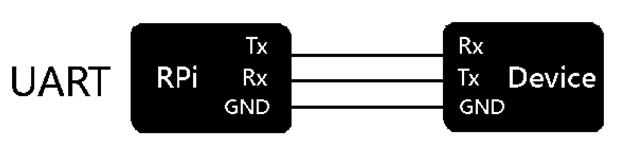 UART
RPi
Tx
Rx
GND
Rx
Tx
GND
Device